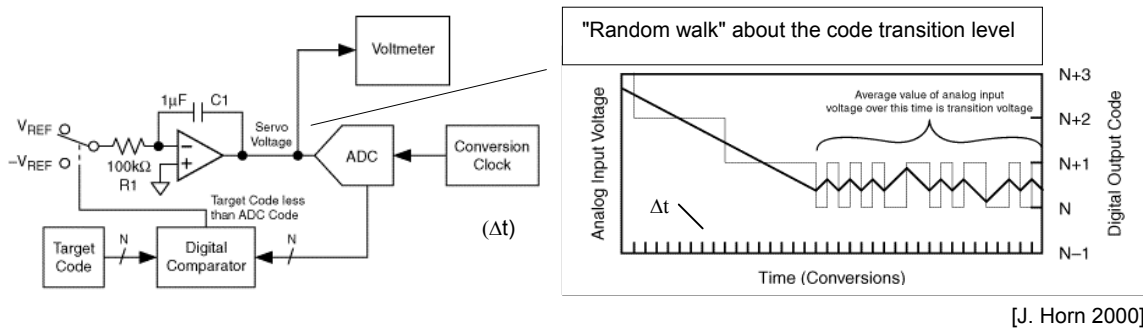 "Random walk" about the code transition level
Voltmeter
1μF
C1
VREF
–VREF
100kΩ
R1
Servo
Voltage
ADC
Conversion
Clock
Target Code less
than ADC Code
(Δt)
Target
Code
N
Digital
Comparator
N
Analog Input Voltage
Average value of analog input
voltage over this time is transition voltage
Δt
N+3
N+2
N+1
N
N–1
Digital Output Code
Time (Conversions)
[J. Horn 2000]